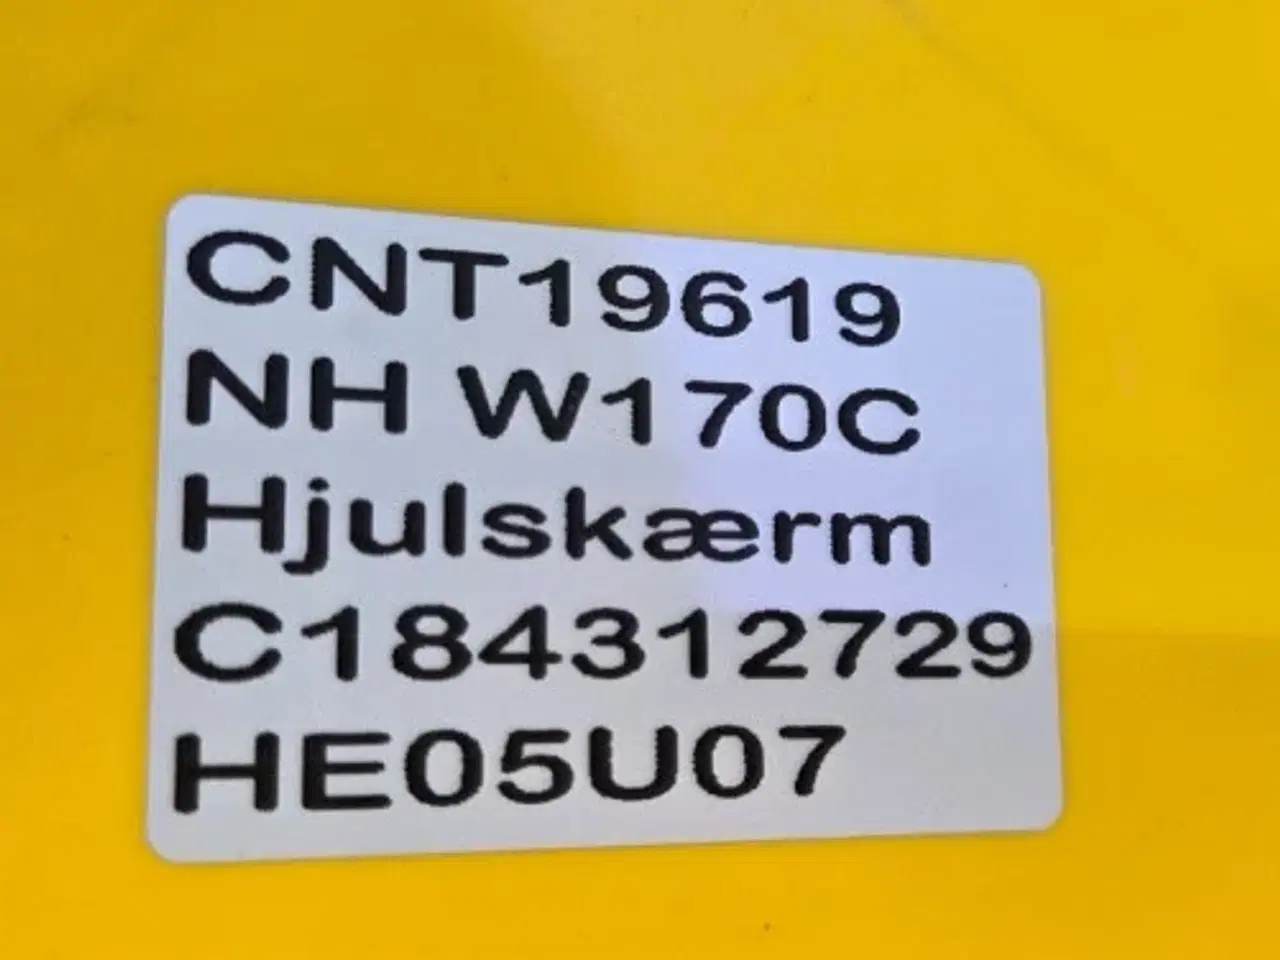 CNT19619
NH W170C
Hjulskærm
C184312729
HE05U07